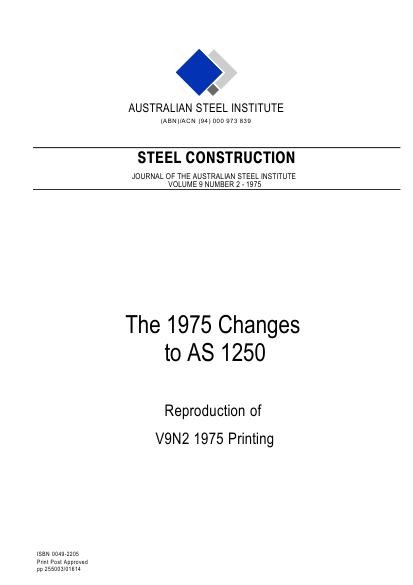 AUSTRALIAN STEEL INSTITUTE
(ABN)/ACN (94) 000 973 839
STEEL CONSTRUCTION
JOURNAL OF THE AUSTRALIAN STEEL INSTITUTE
VOLUME 9 NUMBER 2 - 1975
The 1975 Changes
to AS 1250
Reproduction of
V9N2 1975 Printing
ISBN 0049-2205
Print Post Approved
pp 255003/01614